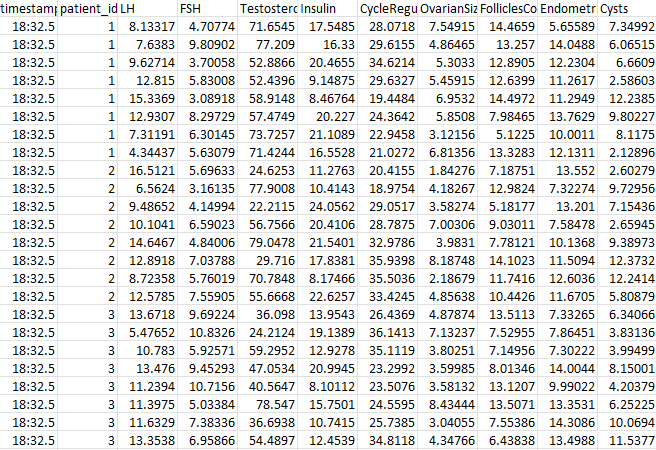 timestamp patient_id LH FSH Testosterc Insulin CycleRegu OvarianSiz FolliclesCo Endometri Cysts
18:32.5 1 8.13317 4.70774 71.6545 17.5485 28.0718 7.54915 14.4659 5.65589 7.34992
18:32.5 1 7.6383 9.80902 77.209 16.33 29.6155 4.86465 13.257 14.0488 6.06515
18:32.5 1 9.62714 3.70058 52.8866 20.4655 34.6214 5.3033 12.8905 12.2304 6.6609
18:32.5 1 12.815 5.83008 52.4396 9.14875 29.6327 5.45915 12.6399 11.2617 2.58603
18:32.5 1 15.3369 3.08918 58.9148 8.46764 19.4484 6.9532 14.4972 11.2949 12.2385
18:32.5 1 12.9307 8.29729 57.4749 20.227 24.3642 5.8508 7.98465 13.7629 9.80227
18:32.5 1 7.31191 6.30145 73.7257 21.1089 22.9458 3.12156 5.1225 10.0011 8.1175
18:32.5 1 4.34437 5.63079 71.4244 16.5528 21.0272 6.81356 13.3283 12.1311 2.12896
18:32.5 2 16.5121 5.69633 24.6253 11.2763 20.4155 1.84276 7.18751 13.552 2.60279
18:32.5 2 6.5624 3.16135 77.9008 10.4143 18.9754 4.18267 12.9824 7.32274 9.72956
18:32.5 2 9.48652 4.14994 22.2115 24.0562 29.0517 3.58274 5.18177 13.201 7.15436
18:32.5 2 10.1041 6.59023 56.7566 20.4106 28.7875 7.00306 9.03011 7.58478 2.65945
18:32.5 2 14.6467 4.84006 79.0478 21.5401 32.9786 3.9831 7.78121 10.1368 9.38973
18:32.5 2 12.8918 7.03788 29.716 17.8381 35.9398 8.18748 14.1023 11.5094 12.3732
18:32.5 2 8.72358 5.76019 70.7848 8.17466 35.5036 2.18679 11.7416 12.6036 12.2414
18:32.5 2 12.5785 7.55905 55.6668 22.6257 33.4245 4.85638 10.4426 11.6705 5.80879
18:32.5 3 13.6718 9.69224 36.098 13.9543 26.4369 4.87874 13.5113 7.33265 6.34066
18:32.5 3 5.47652 10.8326 24.2124 19.1389 36.1413 7.13237 7.52955 7.86451 3.83136
18:32.5 3 10.783 5.92571 59.2952 12.9278 35.1119 3.80251 7.14956 7.30222 3.99499
18:32.5 3 13.476 9.45293 47.0534 20.9945 23.2992 3.59985 8.01346 14.0044 8.15001
18:32.5 3 11.2394 10.7156 40.5647 8.10112 23.5076 3.58132 13.1207 9.99022 4.20379
18:32.5 3 11.3975 5.03384 78.547 15.7501 24.5595 8.43444 13.5071 13.3531 6.25225
18:32.5 3 11.6329 7.38336 36.6938 10.7415 25.7385 3.04055 7.55386 14.3086 10.0694
18:32.5 3 13.3538 6.95866 54.4897 12.4539 34.8118 4.34766 6.43838 13.4988 11.5377